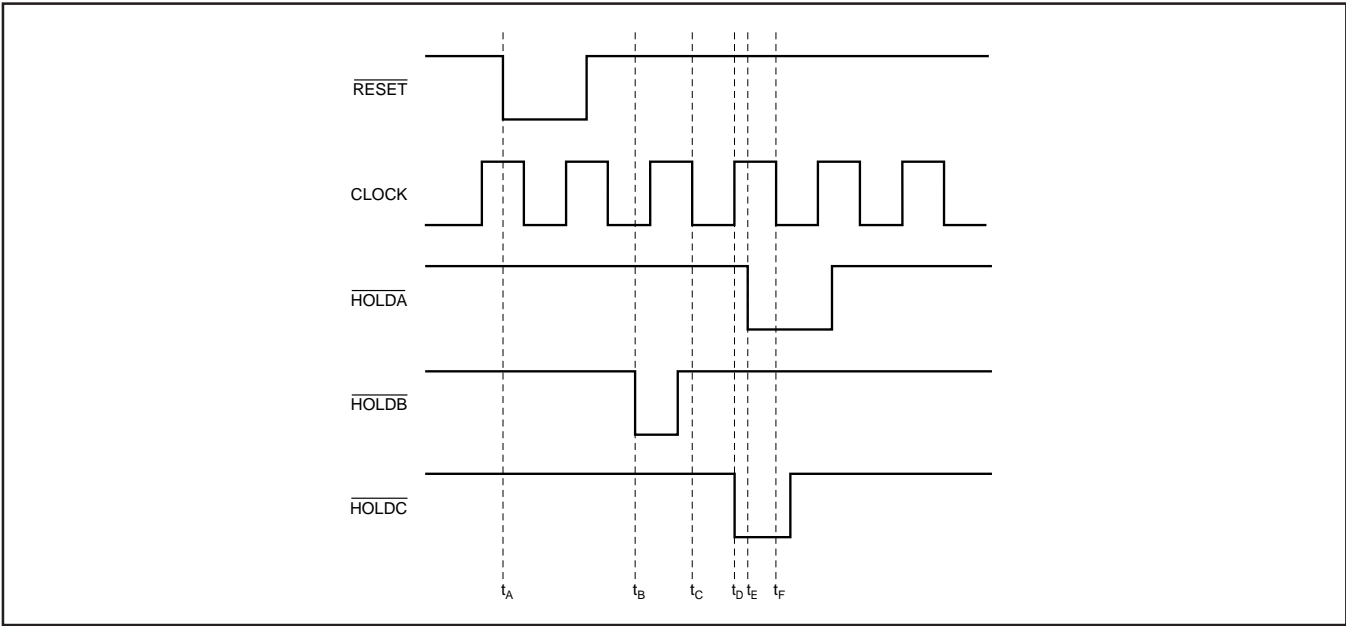 RESET
CLOCK
HOLDA
HOLDB
HOLDC
tA tB tC tD tE tF